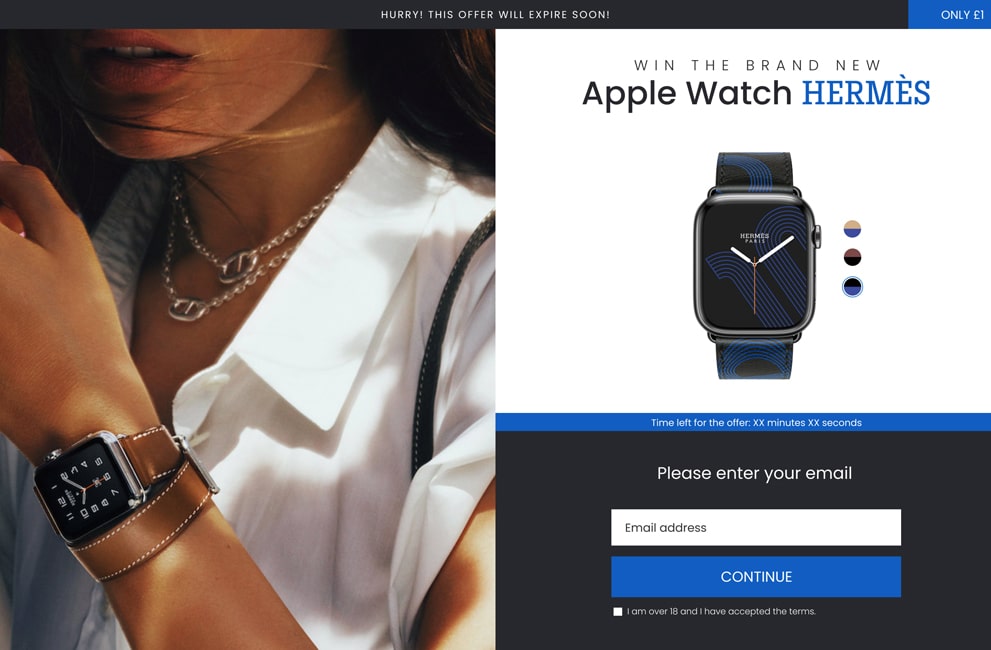 HURRY! THIS OFFER WILL EXPIRE SOON!
ONLY £1
WIN THE BRAND NEW
Apple Watch HERMÈS
HERMÈS
PARIS
Time left for the offer: XX minutes XX seconds
Please enter your email
Email address
CONTINUE
I am over 18 and I have accepted the terms.